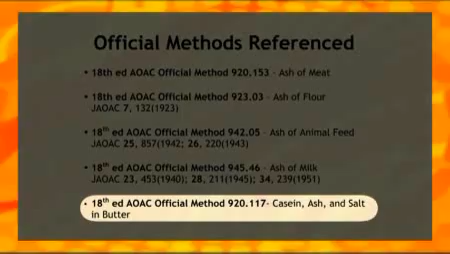 Official Methods Referenced
• 18th ed AOAC Official Method 920.153 - Ash of Meat
• 18th ed AOAC Official Method 923.03 - Ash of Flour
JAOAC 7, 132(1923)
• 18th ed AOAC Official Method 942.05 - Ash of Animal Feed
JAOAC 25, 857(1942; 26, 220(1943)
• 18th ed AOAC Official Method 945.46 - Ash of Milk
JAOAC 23, 453(1940); 28, 211(1945); 34, 239(1951)
• 18th ed AOAC Official Method 920.117- Casein, Ash, and Salt
in Butter